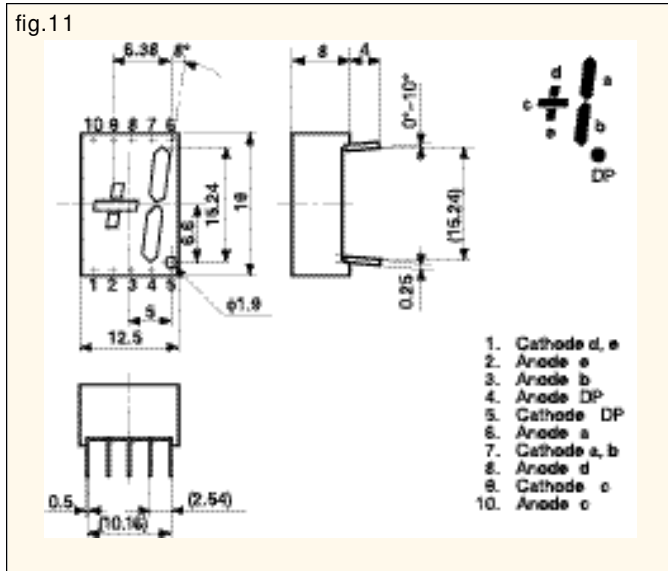 fig.11
6.38 8°
8 4
0°–10°
d
a
c
e
b
DP
10 9 8 7 6
15.24
19
6.6
(15.24)
0.25
1 2 3 4 5
φ1.9
5
12.5
1. Cathode d, e
2. Anode e
3. Anode b
4. Anode DP
5. Cathode DP
6. Anode a
7. Cathode a, b
8. Anode d
9. Cathode c
10. Anode c
0.5 (2.54)
(10.16)